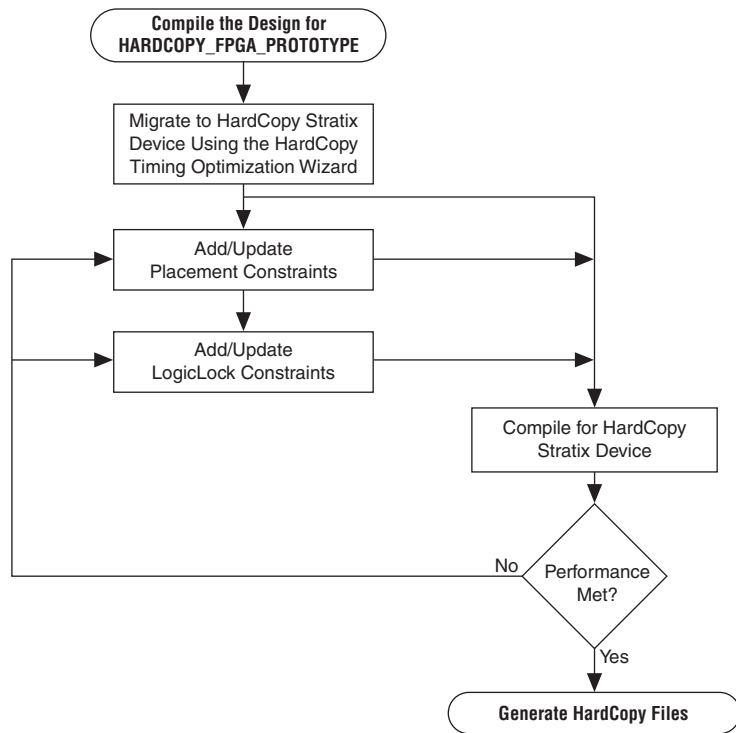 Compile the Design for
HARDCOPY_FPGA_PROTOTYPE
Migrate to HardCopy Stratix
Device Using the HardCopy
Timing Optimization Wizard
Add/Update
Placement Constraints
Add/Update
LogicLock Constraints
Compile for HardCopy
Stratix Device
No
Performance
Met?
Yes
Generate HardCopy Files